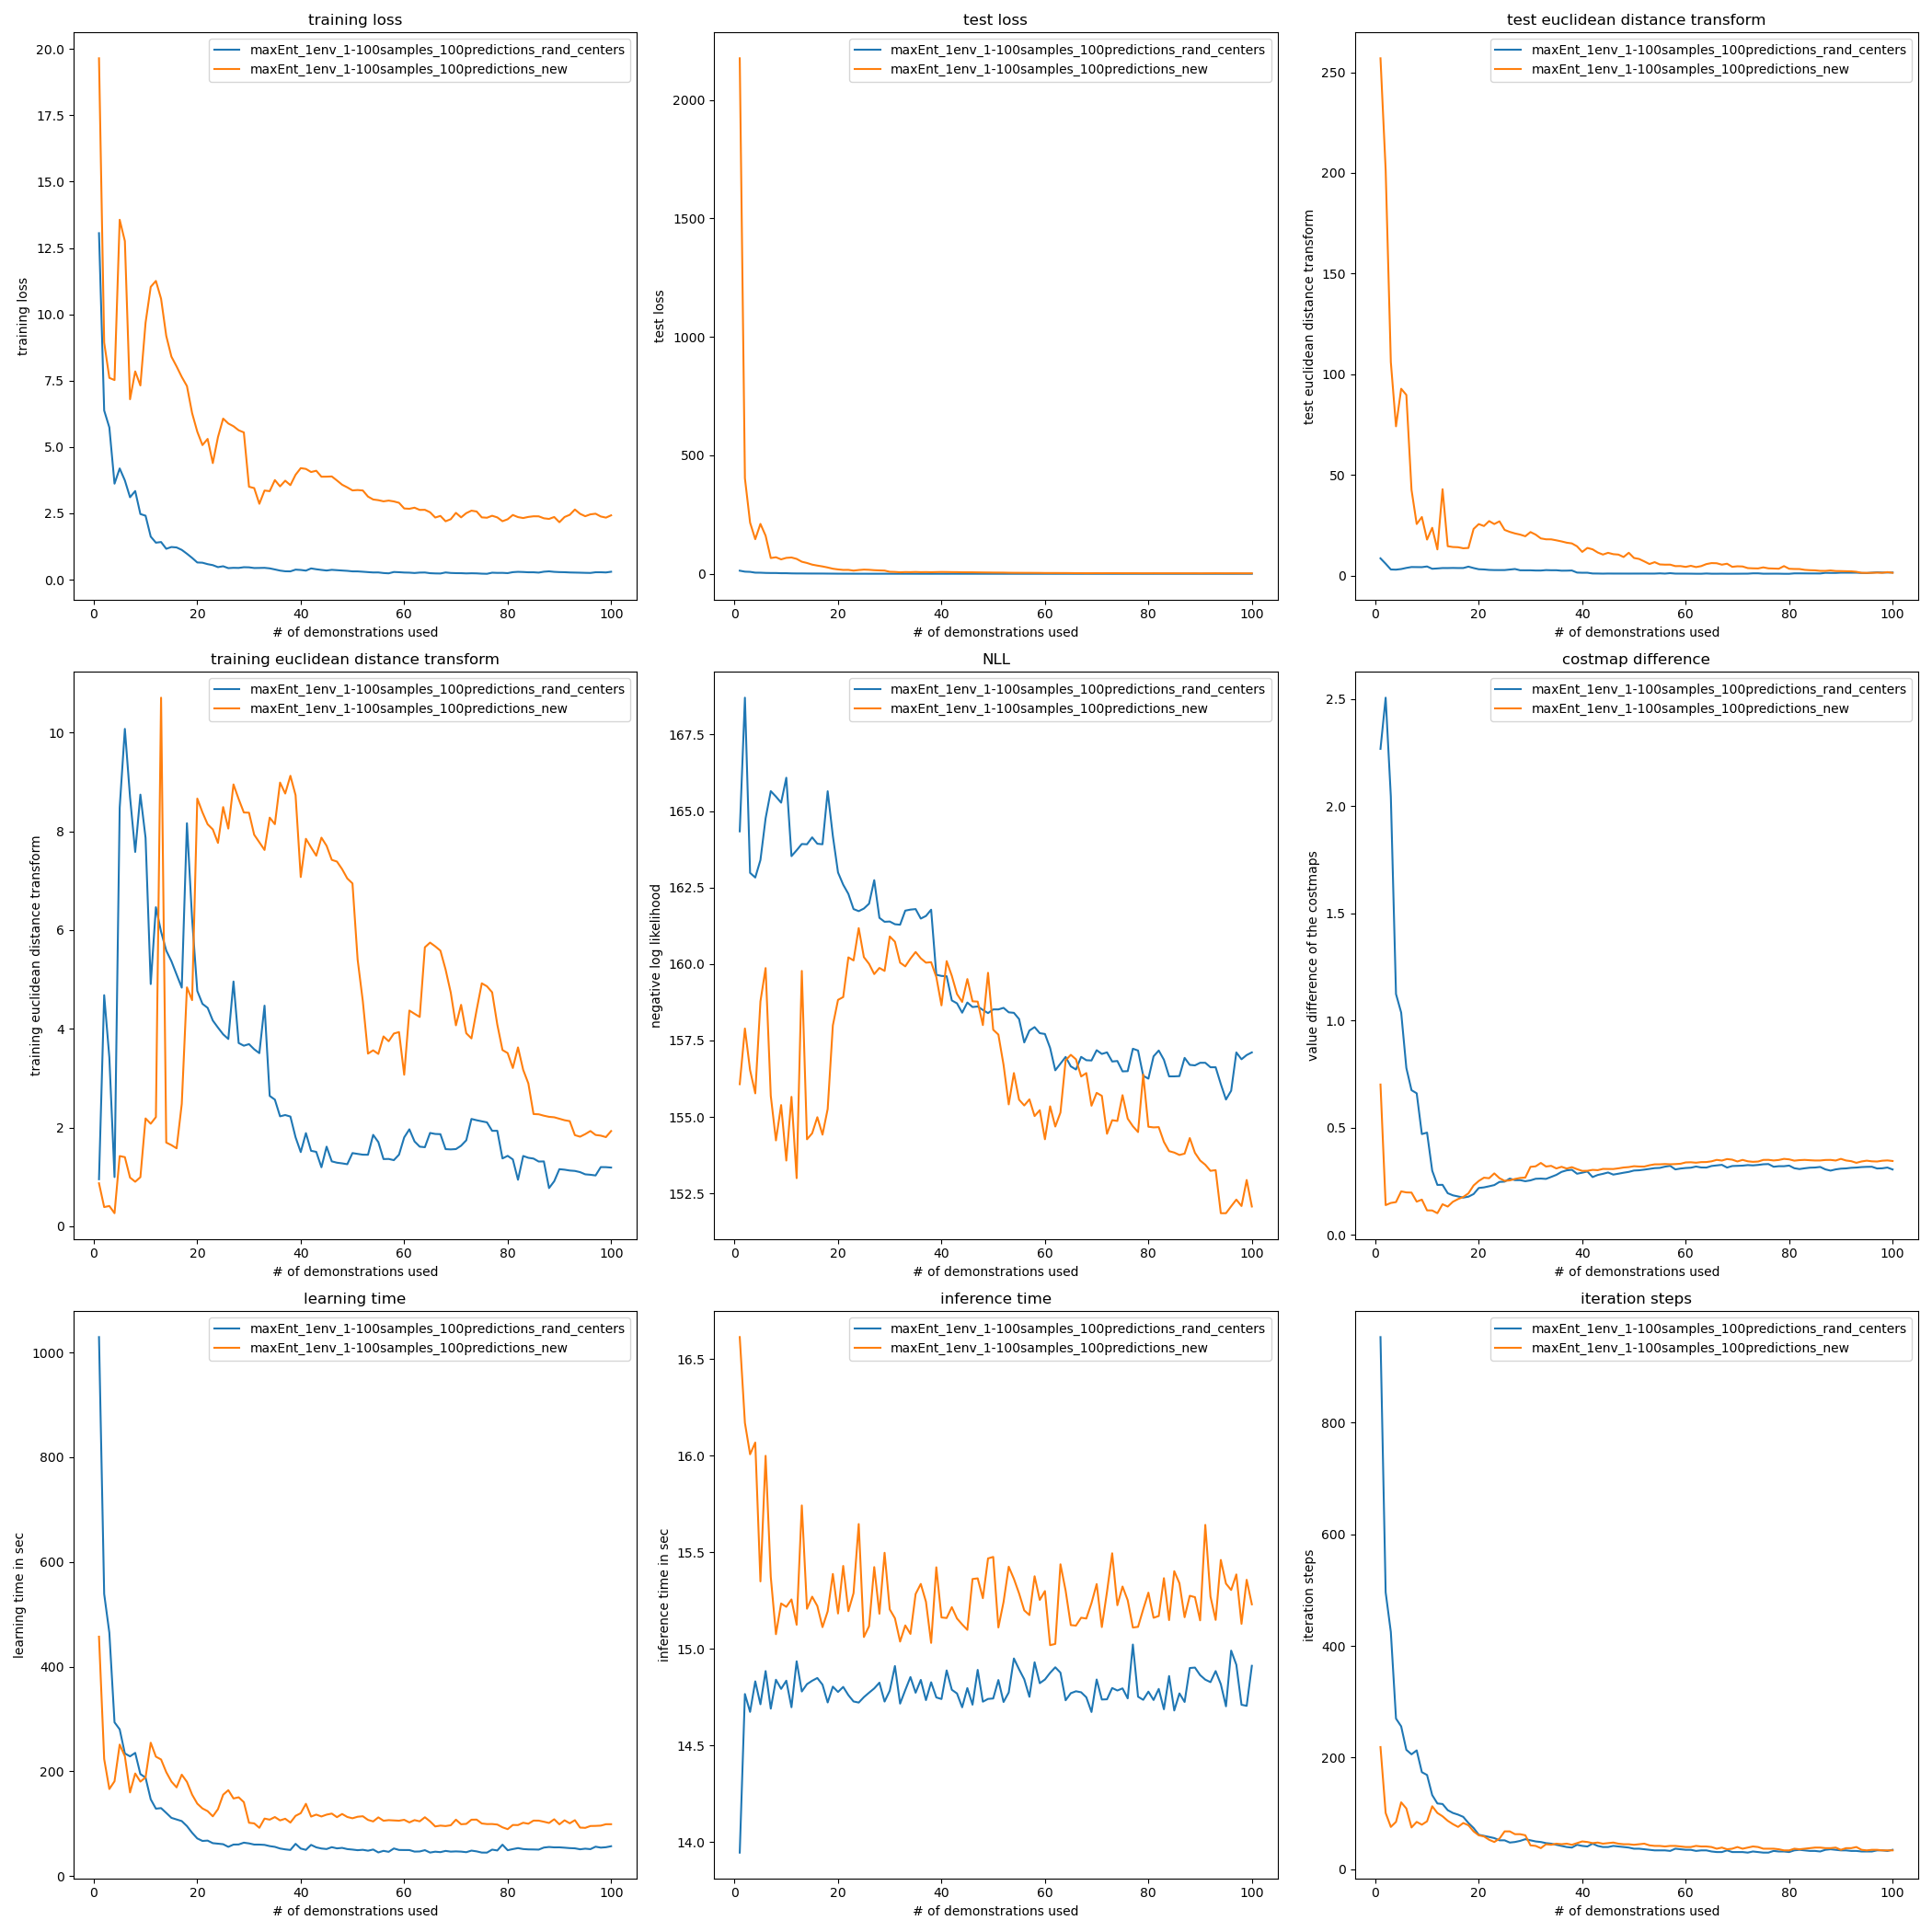 training loss
maxEnt_1env_1-100samples_100predictions_rand_centers
maxEnt_1env_1-100samples_100predictions_new
training loss
20.0
17.5
15.0
12.5
10.0
7.5
5.0
2.5
0.0
0 20 40 60 80 100
# of demonstrations used
test loss
maxEnt_1env_1-100samples_100predictions_rand_centers
maxEnt_1env_1-100samples_100predictions_new
test loss
2000
1500
1000
500
0
0 20 40 60 80 100
# of demonstrations used
test euclidean distance transform
maxEnt_1env_1-100samples_100predictions_rand_centers
maxEnt_1env_1-100samples_100predictions_new
test euclidean distance transform
250
200
150
100
50
0
0 20 40 60 80 100
# of demonstrations used
training euclidean distance transform
maxEnt_1env_1-100samples_100predictions_rand_centers
maxEnt_1env_1-100samples_100predictions_new
training euclidean distance transform
10
8
6
4
2
0
0 20 40 60 80 100
# of demonstrations used
NLL
maxEnt_1env_1-100samples_100predictions_rand_centers
maxEnt_1env_1-100samples_100predictions_new
negative log likelihood
167.5
165.0
162.5
160.0
157.5
155.0
152.5
0 20 40 60 80 100
# of demonstrations used
costmap difference
maxEnt_1env_1-100samples_100predictions_rand_centers
maxEnt_1env_1-100samples_100predictions_new
value difference of the costmaps
2.5
2.0
1.5
1.0
0.5
0.0
0 20 40 60 80 100
# of demonstrations used
learning time
maxEnt_1env_1-100samples_100predictions_rand_centers
maxEnt_1env_1-100samples_100predictions_new
learning time in sec
1000
800
600
400
200
0
0 20 40 60 80 100
# of demonstrations used
inference time
maxEnt_1env_1-100samples_100predictions_rand_centers
maxEnt_1env_1-100samples_100predictions_new
inference time in sec
16.5
16.0
15.5
15.0
14.5
14.0
0 20 40 60 80 100
# of demonstrations used
iteration steps
maxEnt_1env_1-100samples_100predictions_rand_centers
maxEnt_1env_1-100samples_100predictions_new
iteration steps
800
600
400
200
0
0 20 40 60 80 100
# of demonstrations used